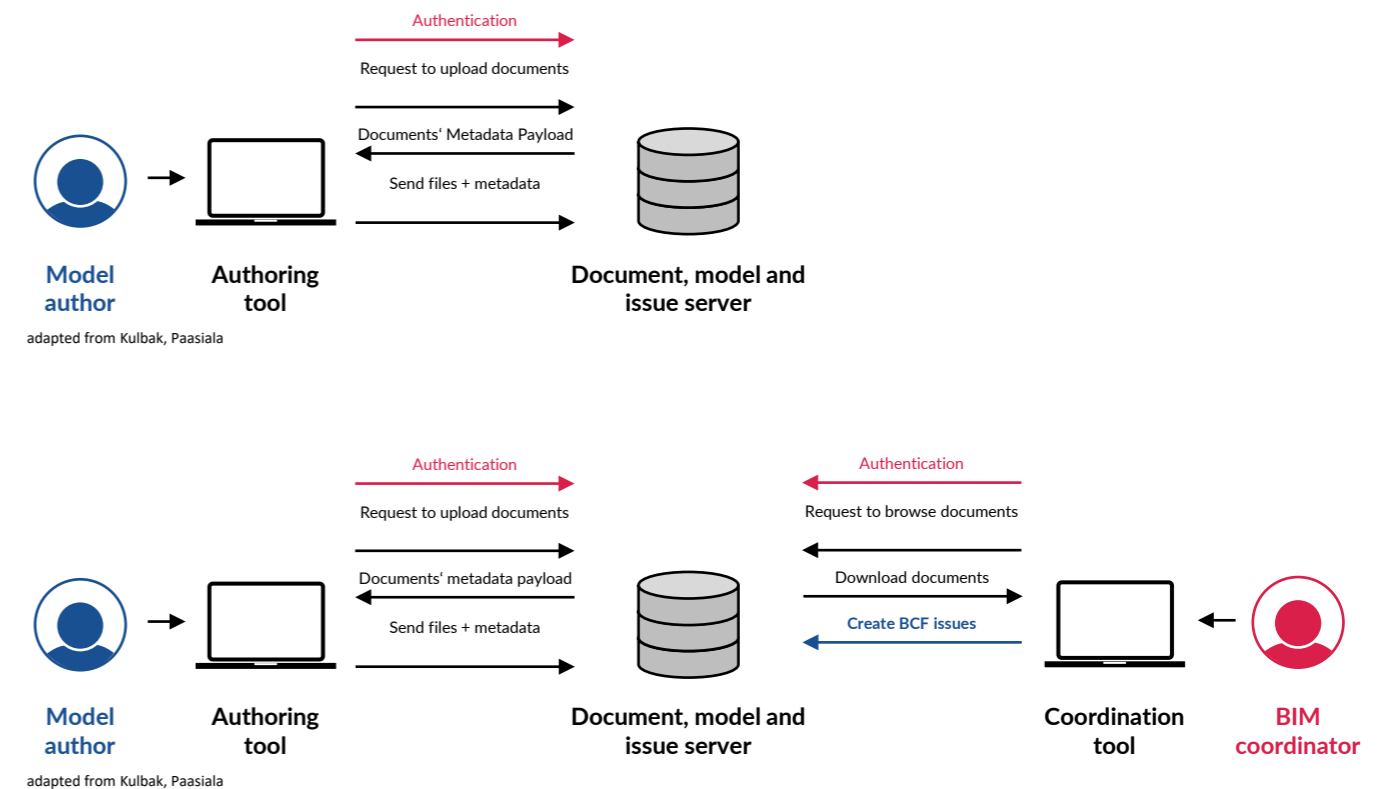 Authentication
Request to upload documents
Documents‘ Metadata Payload
Send files + metadata
Model
author
Authoring
tool
Document, model and
issue server
adapted from Kulbak, Paasiala
Authentication
Request to upload documents
Documents‘ metadata payload
Send files + metadata
Authentication
Request to browse documents
Download documents
Create BCF issues
Model
author
Authoring
tool
Document, model and
issue server
Coordination
tool
BIM
coordinator
adapted from Kulbak, Paasiala